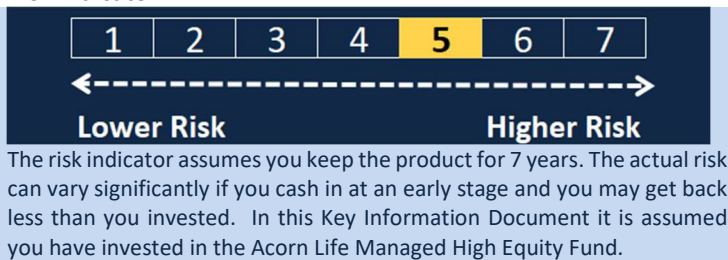 1 2 3 4 5 6 7
Lower Risk Higher Risk
The risk indicator assumes you keep the product for 7 years. The actual risk
can vary significantly if you cash in at an early stage and you may get back
less than you invested. In this Key Information Document it is assumed
you have invested in the Acorn Life Managed High Equity Fund.